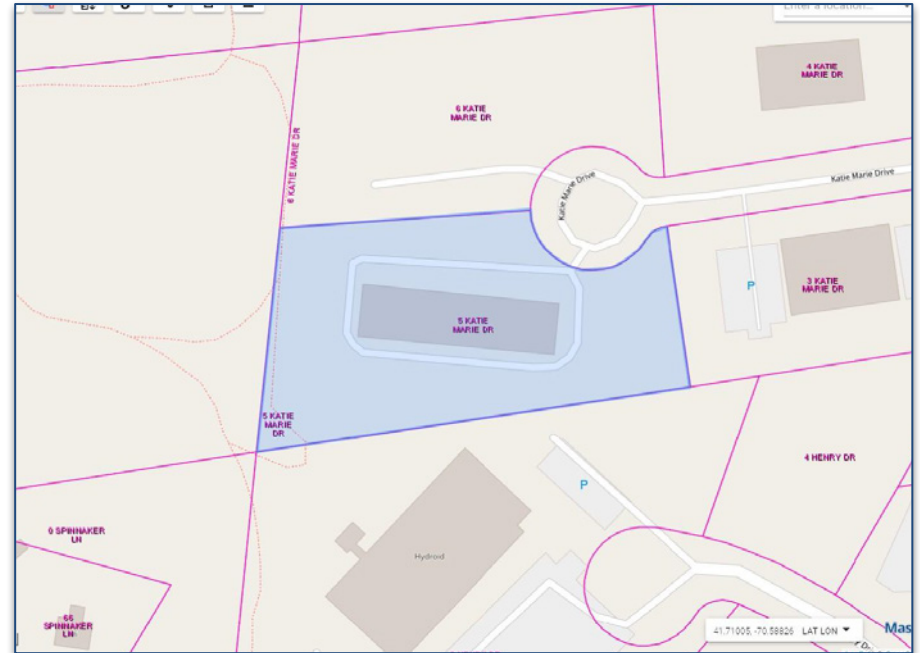 Enter a location...
4 KATIE
MARIE DR
6 KATIE
MARIE DR
6 KATIE MARIE DR
Katie Marie Drive
Katie Marie Drive
P
3 KATIE
MARIE DR
5 KATIE
MARIE DR
5 KATIE
MARIE
DR
4 HENRY DR
P
0 SPINNAKER
LN
Hydroid
66
SPINNAKER
LN
41.71005, -70.58826 LAT LON
Mas